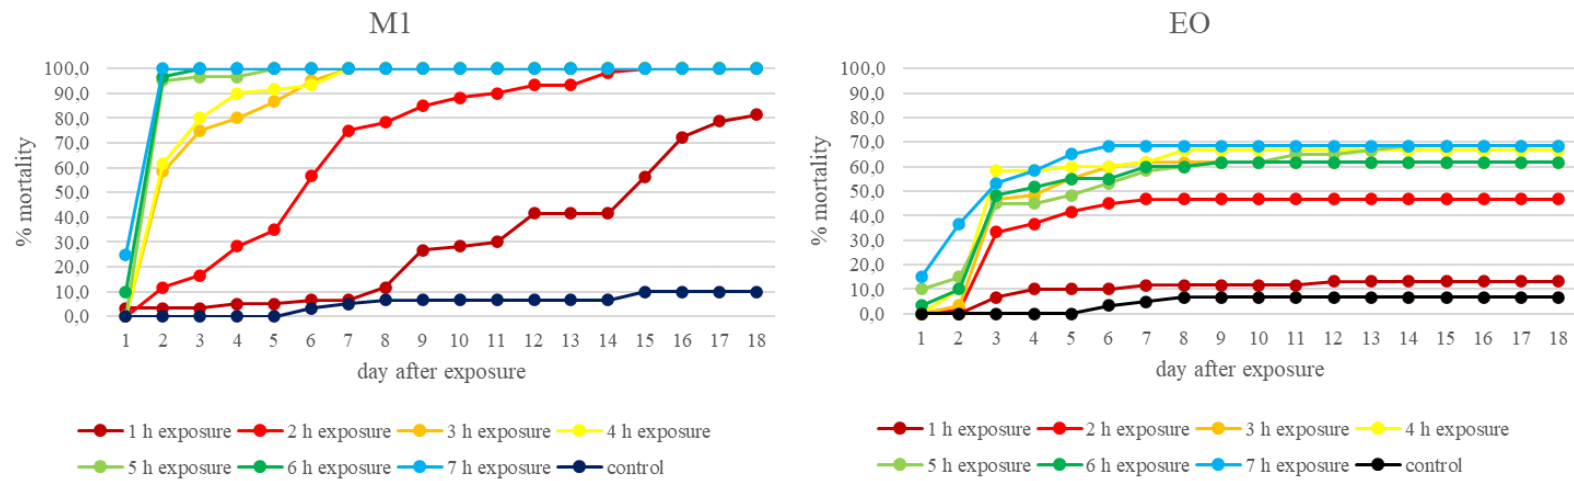 M1
100,0
90,0
80,0
70,0
60,0
50,0
40,0
30,0
20,0
10,0
0,0
% mortality
1 2 3 4 5 6 7 8 9 10 11 12 13 14 15 16 17 18
day after exposure
1 h exposure 2 h exposure 3 h exposure 4 h exposure
5 h exposure 6 h exposure 7 h exposure control
EO
100,0
90,0
80,0
70,0
60,0
50,0
40,0
30,0
20,0
10,0
0,0
% mortality
1 2 3 4 5 6 7 8 9 10 11 12 13 14 15 16 17 18
day after exposure
1 h exposure 2 h exposure 3 h exposure 4 h exposure
5 h exposure 6 h exposure 7 h exposure control